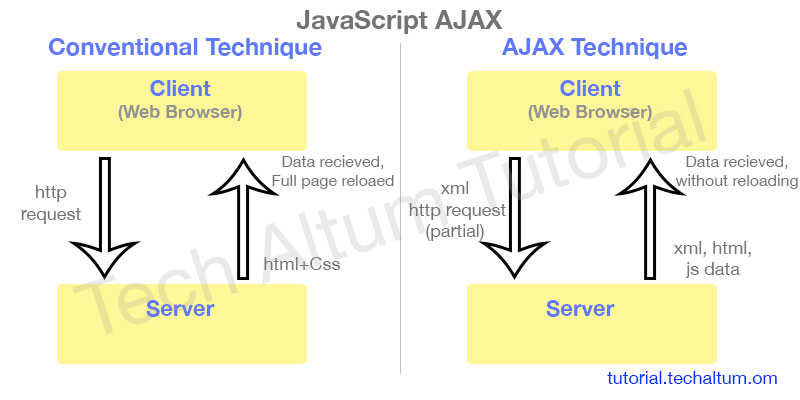 JavaScript AJAX
Conventional Technique
Client
(Web Browser)
http
request
Data recieved,
Full page reloaed
html+Css
Server
AJAX Technique
Client
(Web Browser)
xml
http request
(partial)
Data recieved,
without reloading
xml, html,
js data
Server
Tech Altum Tutorial
tutorial.techaltum.om